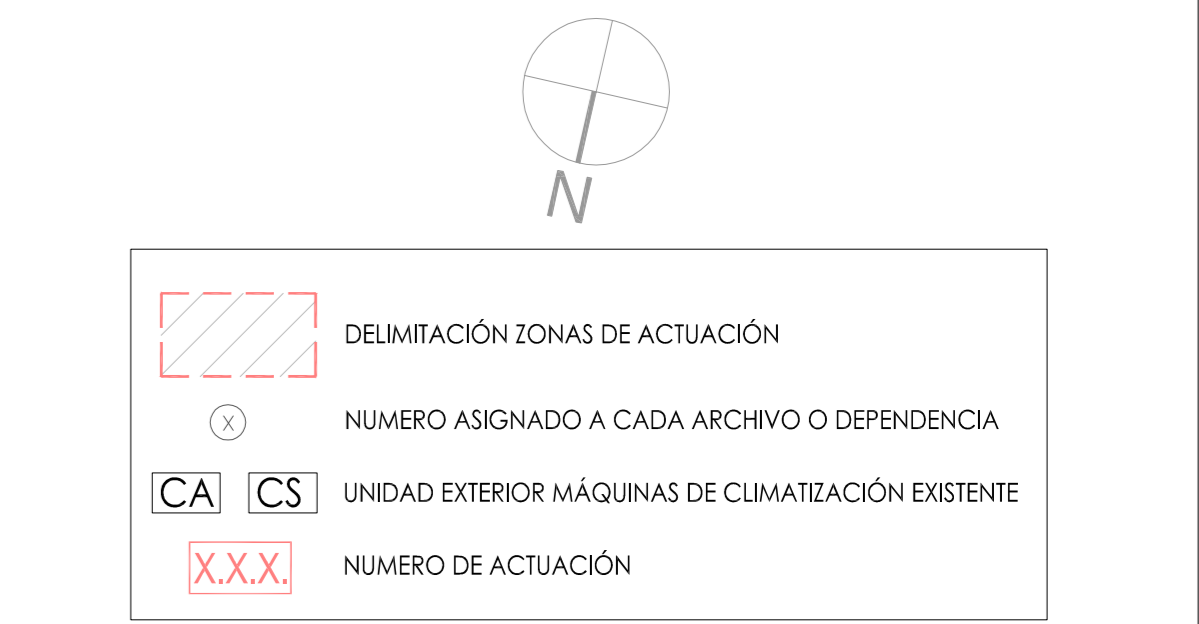 N
DELIMITACIÓN ZONAS DE ACTUACIÓN
X NUMERO ASIGNADO A CADA ARCHIVO O DEPENDENCIA
CA CS UNIDAD EXTERIOR MÁQUINAS DE CLIMATIZACIÓN EXISTENTE
X.X.X. NUMERO DE ACTUACIÓN